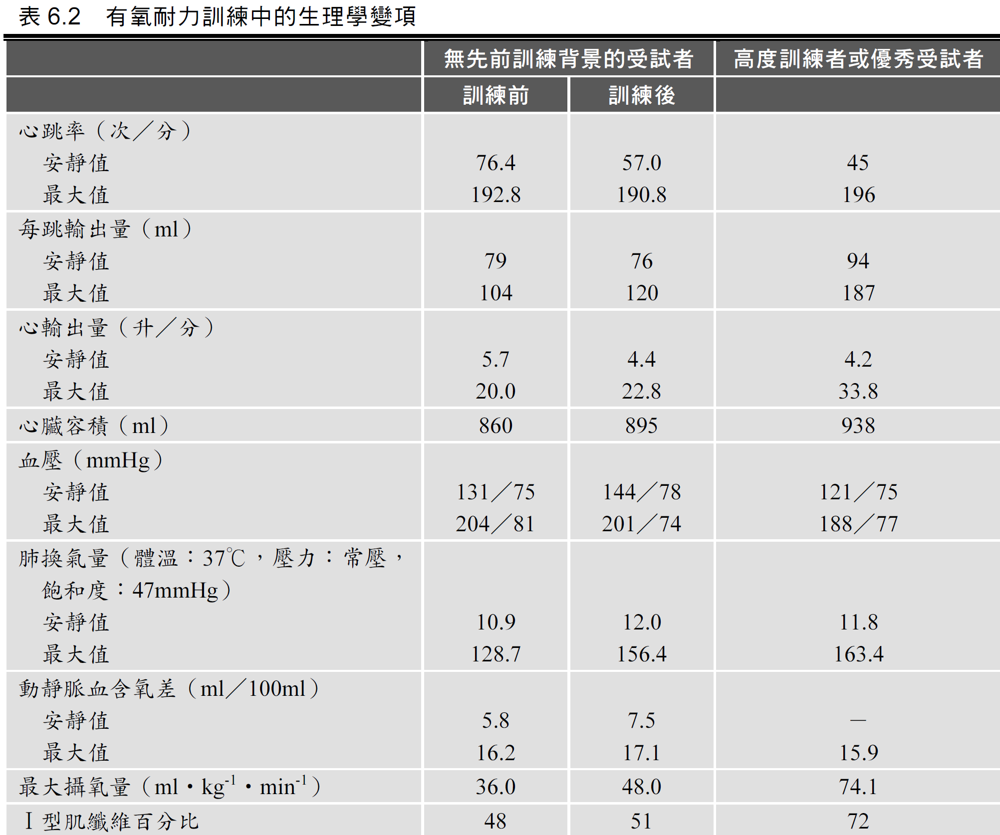 表 6.2　有氧耐力訓練中的生理學變項
無先前訓練背景的受試者　高度訓練者或優秀受試者
訓練前　訓練後
心跳率（次／分）
安靜值　76.4　57.0　45
最大值　192.8　190.8　196
每跳輸出量（ml）
安靜值　79　76　94
最大值　104　120　187
心輸出量（升／分）
安靜值　5.7　4.4　4.2
最大值　20.0　22.8　33.8
心臟容積（ml）　860　895　938
血壓（mmHg）
安靜值　131／75　144／78　121／75
最大值　204／81　201／74　188／77
肺換氣量（體溫：37℃，壓力：常壓，
飽和度：47mmHg）
安靜值　10.9　12.0　11.8
最大值　128.7　156.4　163.4
動靜脈血含氧差（ml／100ml）
安靜值　5.8　7.5　—
最大值　16.2　17.1　15.9
最大攝氧量（ml・kg⁻¹・min⁻¹）　36.0　48.0　74.1
Ⅰ型肌纖維百分比　48　51　72